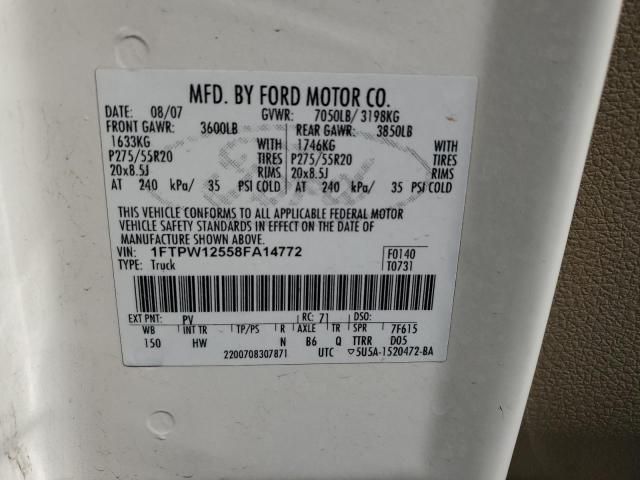 MFD. BY FORD MOTOR CO.
DATE: 08/07 GVWR: 7050LB/ 3198KG
FRONT GAWR: 3600LB REAR GAWR: 3850LB
1633KG WITH 1746KG WITH
P275/55R20 TIRES P275/55R20 TIRES
20x8.5J RIMS 20x8.5J RIMS
AT 240 kPa/ 35 PSI COLD AT 240 kPa/ 35 PSI COLD
THIS VEHICLE CONFORMS TO ALL APPLICABLE FEDERAL MOTOR
VEHICLE SAFETY STANDARDS IN EFFECT ON THE DATE OF
MANUFACTURE SHOWN ABOVE.
VIN: 1FTPW12558FA14772 F0140
TYPE: Truck T0731
EXT PNT: PV RC: 71 DSO:
WB INT TR TP/PS R AXLE TR SPR 7F615
150 HW N B6 Q TTRR D05
2200708307871 UTC ▽5U5A-1520472-BA